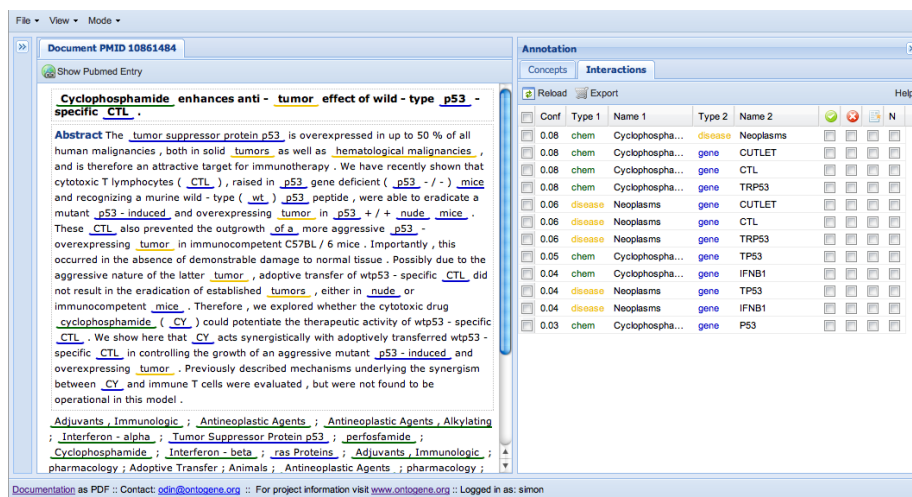 File View Mode
Document PMID 10861484
Show Pubmed Entry
Cyclophosphamide enhances anti - tumor effect of wild - type p53 -
specific CTL .
Abstract The tumor suppressor protein p53 is overexpressed in up to 50 % of all
human malignancies , both in solid tumors as well as hematological malignancies ,
and is therefore an attractive target for immunotherapy . We have recently shown that
cytotoxic T lymphocytes ( CTL ) , raised in p53 gene deficient ( p53 - / - ) mice
and recognizing a murine wild - type ( wt ) p53 peptide , were able to eradicate a
mutant p53 - induced and overexpressing tumor in p53 + / + nude mice .
These CTL also prevented the outgrowth of a more aggressive p53 -
overexpressing tumor in immunocompetent C57BL / 6 mice . Importantly , this
occurred in the absence of demonstrable damage to normal tissue . Possibly due to the
aggressive nature of the latter tumor , adoptive transfer of wtp53 - specific CTL did
not result in the eradication of established tumors , either in nude or
immunocompetent mice . Therefore , we explored whether the cytotoxic drug
cyclophosphamide ( CY ) could potentiate the therapeutic activity of wtp53 - specific
CTL . We show here that CY acts synergistically with adoptively transferred wtp53 -
specific CTL in controlling the growth of an aggressive mutant p53 - induced and
overexpressing tumor . Previously described mechanisms underlying the synergism
between CY and immune T cells were evaluated , but were not found to be
operational in this model .
; Adjuvants , Immunologic ; Antineoplastic Agents ; Antineoplastic Agents , Alkylating
; Interferon - alpha ; Tumor Suppressor Protein p53 ; perfosfamide ;
Cyclophosphamide ; Interferon - beta ; ras Proteins ; Adjuvants , Immunologic ;
pharmacology ; Adoptive Transfer ; Animals ; Antineoplastic Agents ; pharmacology ;
Annotation
Concepts Interactions
Reload Export Help
Conf Type 1 Name 1 Type 2 Name 2 N
0.08 chem Cyclophospha... disease Neoplasms
0.08 chem Cyclophospha... gene CUTLET
0.08 chem Cyclophospha... gene CTL
0.08 chem Cyclophospha... gene TRP53
0.06 disease Neoplasms gene CUTLET
0.06 disease Neoplasms gene CTL
0.06 disease Neoplasms gene TRP53
0.05 chem Cyclophospha... gene TP53
0.04 chem Cyclophospha... gene IFNB1
0.04 disease Neoplasms gene TP53
0.04 disease Neoplasms gene IFNB1
0.03 chem Cyclophospha... gene P53
Documentation as PDF :: Contact: odin@ontogene.org :: For project information visit www.ontogene.org :: Logged in as: simon